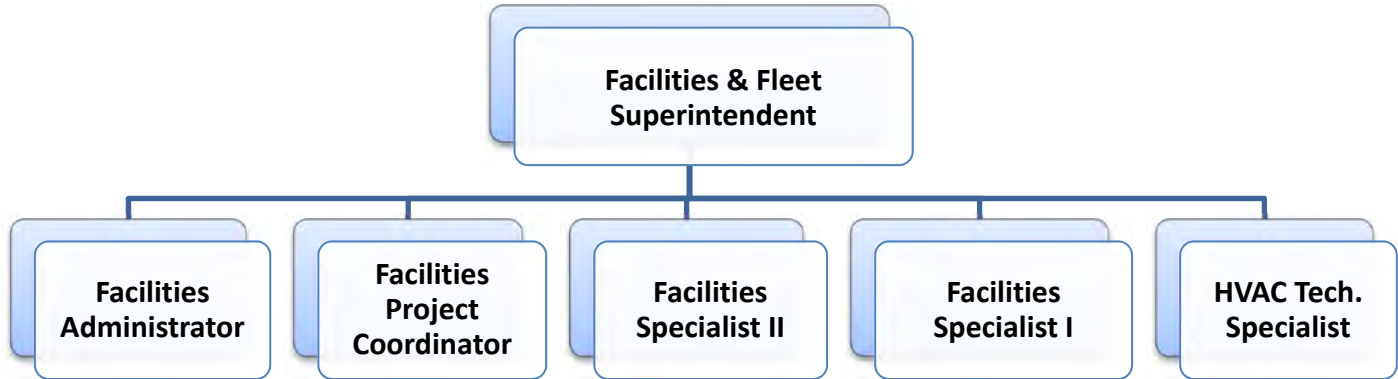 Facilities & Fleet
Superintendent
Facilities
Administrator
Facilities
Project
Coordinator
Facilities
Specialist II
Facilities
Specialist I
HVAC Tech.
Specialist